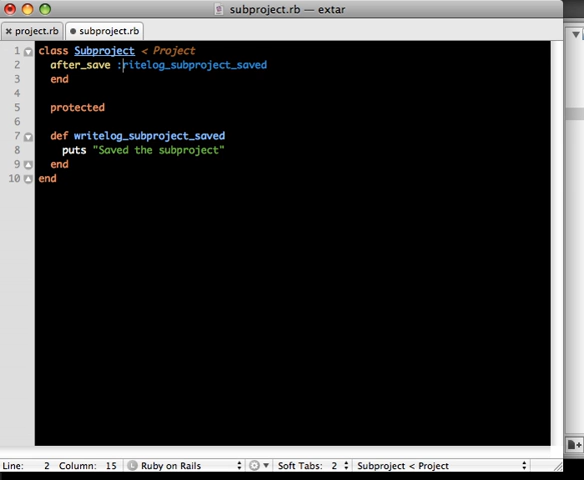 subproject.rb — extar
project.rb subproject.rb
1 class Subproject < Project
2 after_save :ritelog_subproject_saved
3 end
4
5 protected
6
7 def writelog_subproject_saved
8 puts "Saved the subproject"
9 end
10 end
Line: 2 Column: 15 Ruby on Rails Soft Tabs: 2 Subproject < Project